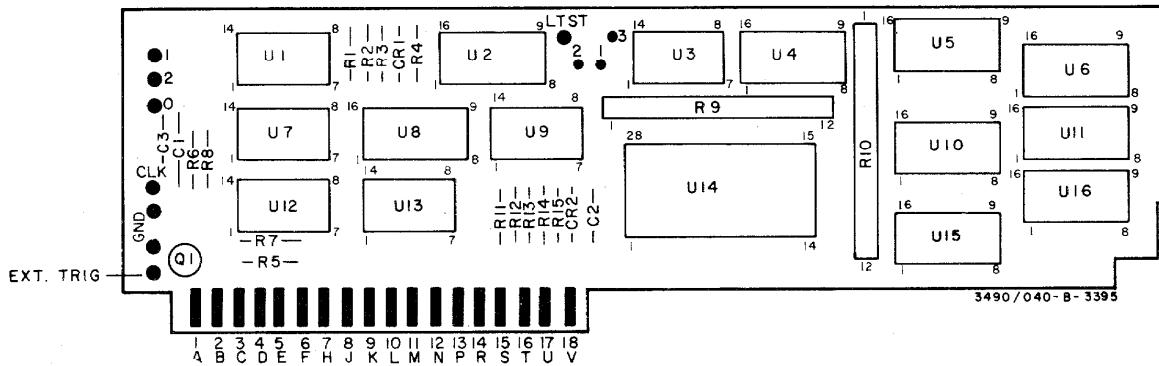 LTST
14 8 16 9 2 1 3 14 8 16 9 16 9
1 U1 R1 R2 R3 CR1 R4 U2 U3 U4 U5 16 9
2 1 7 1 8 1 7 1 8 1 8 U6
0 14 8 16 9 14 8 R9 1 8
C3 C1 R6 R8 U7 U8 U9 1 12 R10 16 9 16 9
1 7 1 8 1 7 28 15 U10 U11
CLK 14 8 14 8 1 8 1 8
U12 U13 R11 R12 R13 R14 R15 CR2 C2 U14 16 9
GND 1 7 1 7 U16
R7 1 14 16 9 1 8
Q1 R5 U15
EXT. TRIG 12 1 8
3490/040-B-3395
1 2 3 4 5 6 7 8 9 10 11 12 13 14 15 16 17 18
A B C D E F H J K L M N P R S T U V